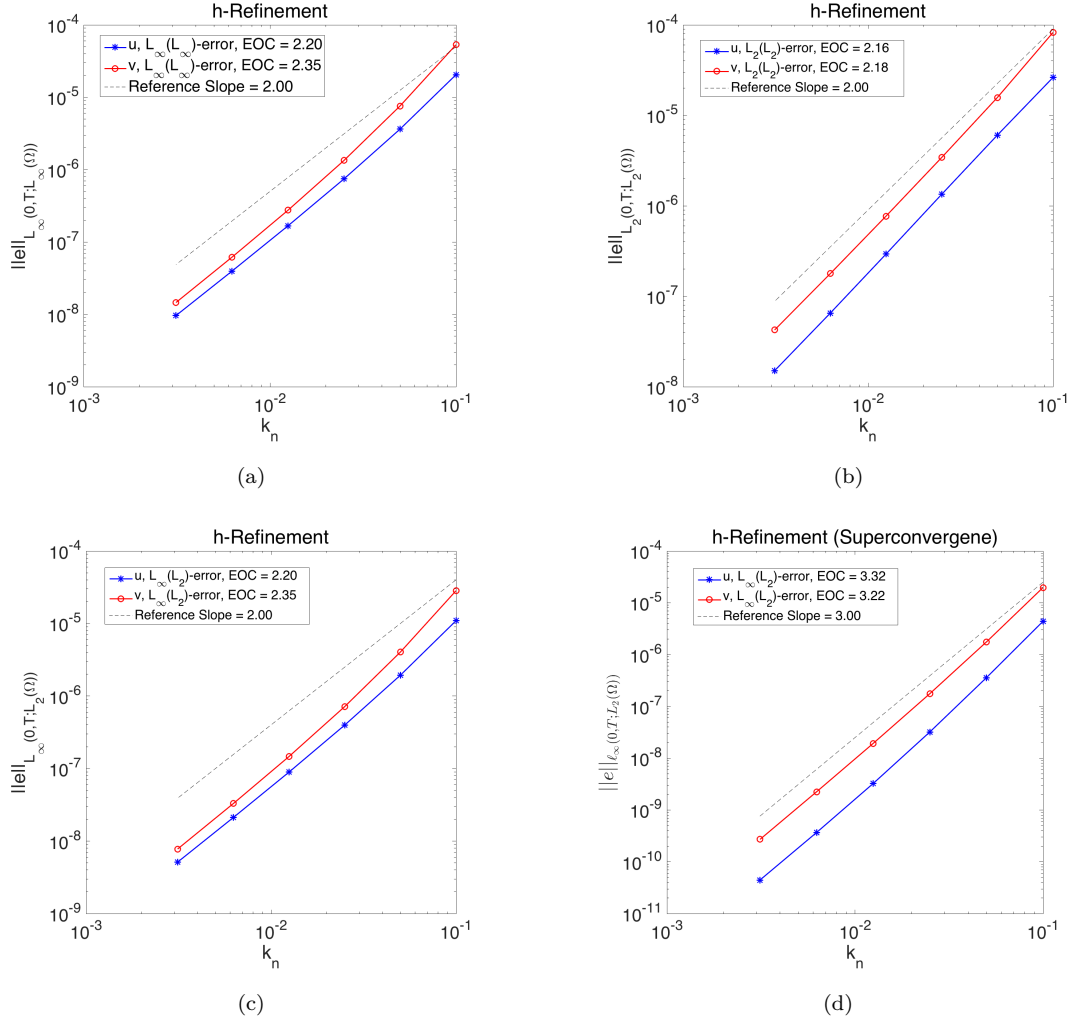 h-Refinement
u, L∞(L∞)-error, EOC = 2.20
v, L∞(L∞)-error, EOC = 2.35
Reference Slope = 2.00
||e||L∞(0,T;L∞(Ω))
10^-4
10^-5
10^-6
10^-7
10^-8
10^-9
10^-3
10^-2
10^-1
k_n
(a)
h-Refinement
u, L2(L2)-error, EOC = 2.16
v, L2(L2)-error, EOC = 2.18
Reference Slope = 2.00
||e||L2(0,T;L2(Ω))
10^-4
10^-5
10^-6
10^-7
10^-8
10^-3
10^-2
10^-1
k_n
(b)
h-Refinement
u, L∞(L2)-error, EOC = 2.20
v, L∞(L2)-error, EOC = 2.35
Reference Slope = 2.00
||e||L∞(0,T;L2(Ω))
10^-4
10^-5
10^-6
10^-7
10^-8
10^-9
10^-3
10^-2
10^-1
k_n
(c)
h-Refinement (Superconvergene)
u, L∞(L2)-error, EOC = 3.32
v, L∞(L2)-error, EOC = 3.22
Reference Slope = 3.00
||e||ℓ∞(0,T;L2(Ω))
10^-4
10^-5
10^-6
10^-7
10^-8
10^-9
10^-10
10^-11
10^-3
10^-2
10^-1
k_n
(d)